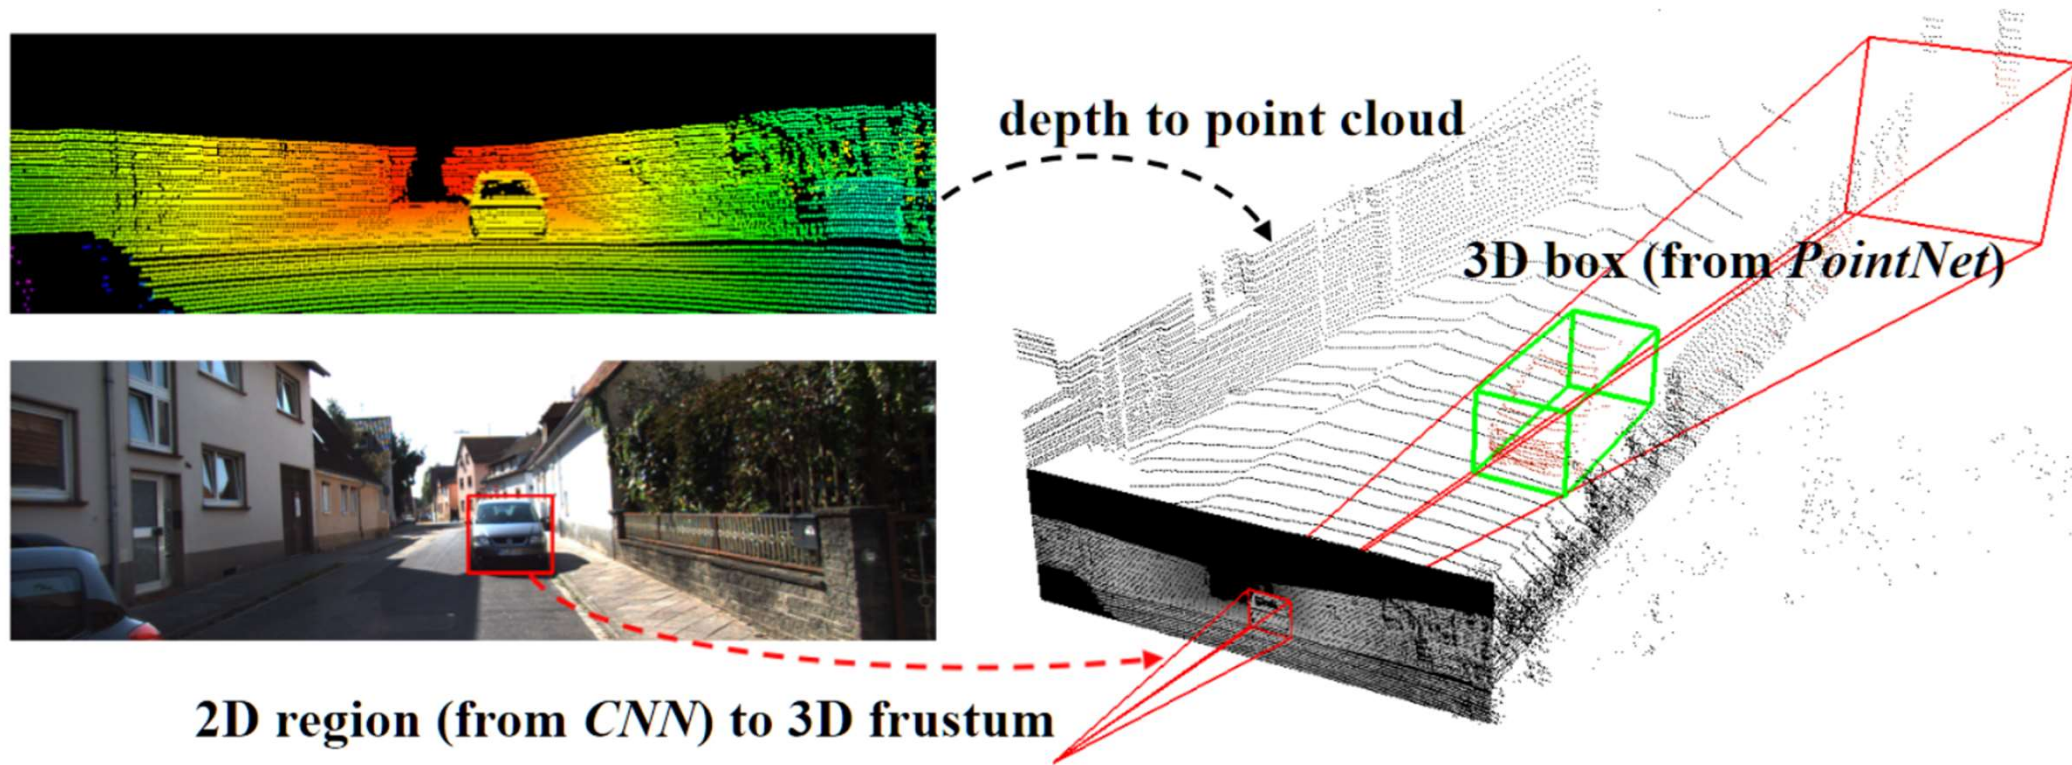 depth to point cloud
3D box (from PointNet)
2D region (from CNN) to 3D frustum